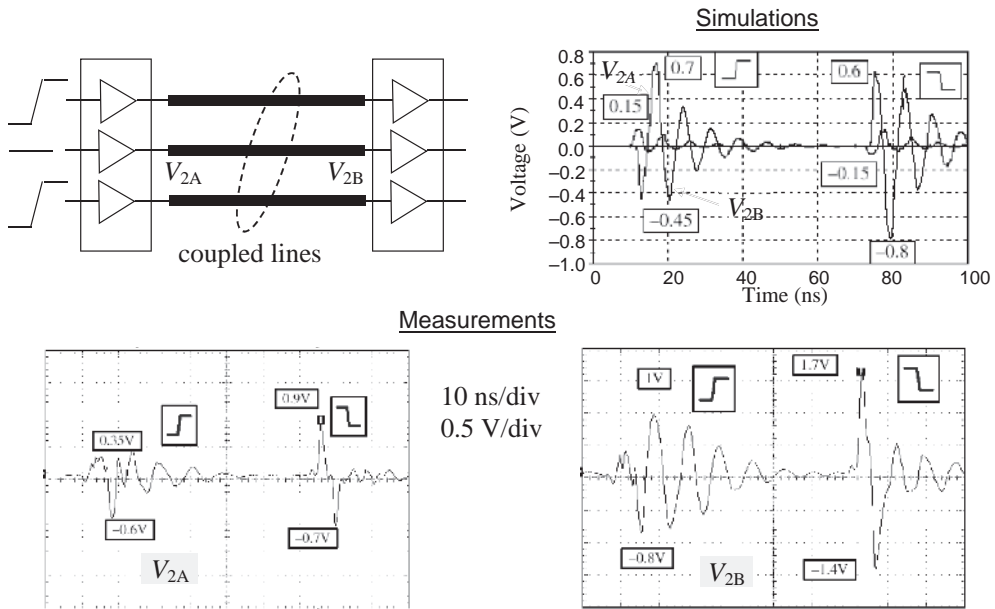 Simulations
V2A
V2B
coupled lines
Voltage (V)
0.8
0.6
0.4
0.2
0.0
−0.2
−0.4
−0.6
−0.8
−1.0
V2A
0.7
0.6
0.15
−0.15
−0.45
V2B
−0.8
0
20
40
60
80
100
Time (ns)
Measurements
0.35V
0.9V
−0.6V
−0.7V
V2A
10 ns/div
0.5 V/div
1V
1.7V
−0.8V
−1.4V
V2B